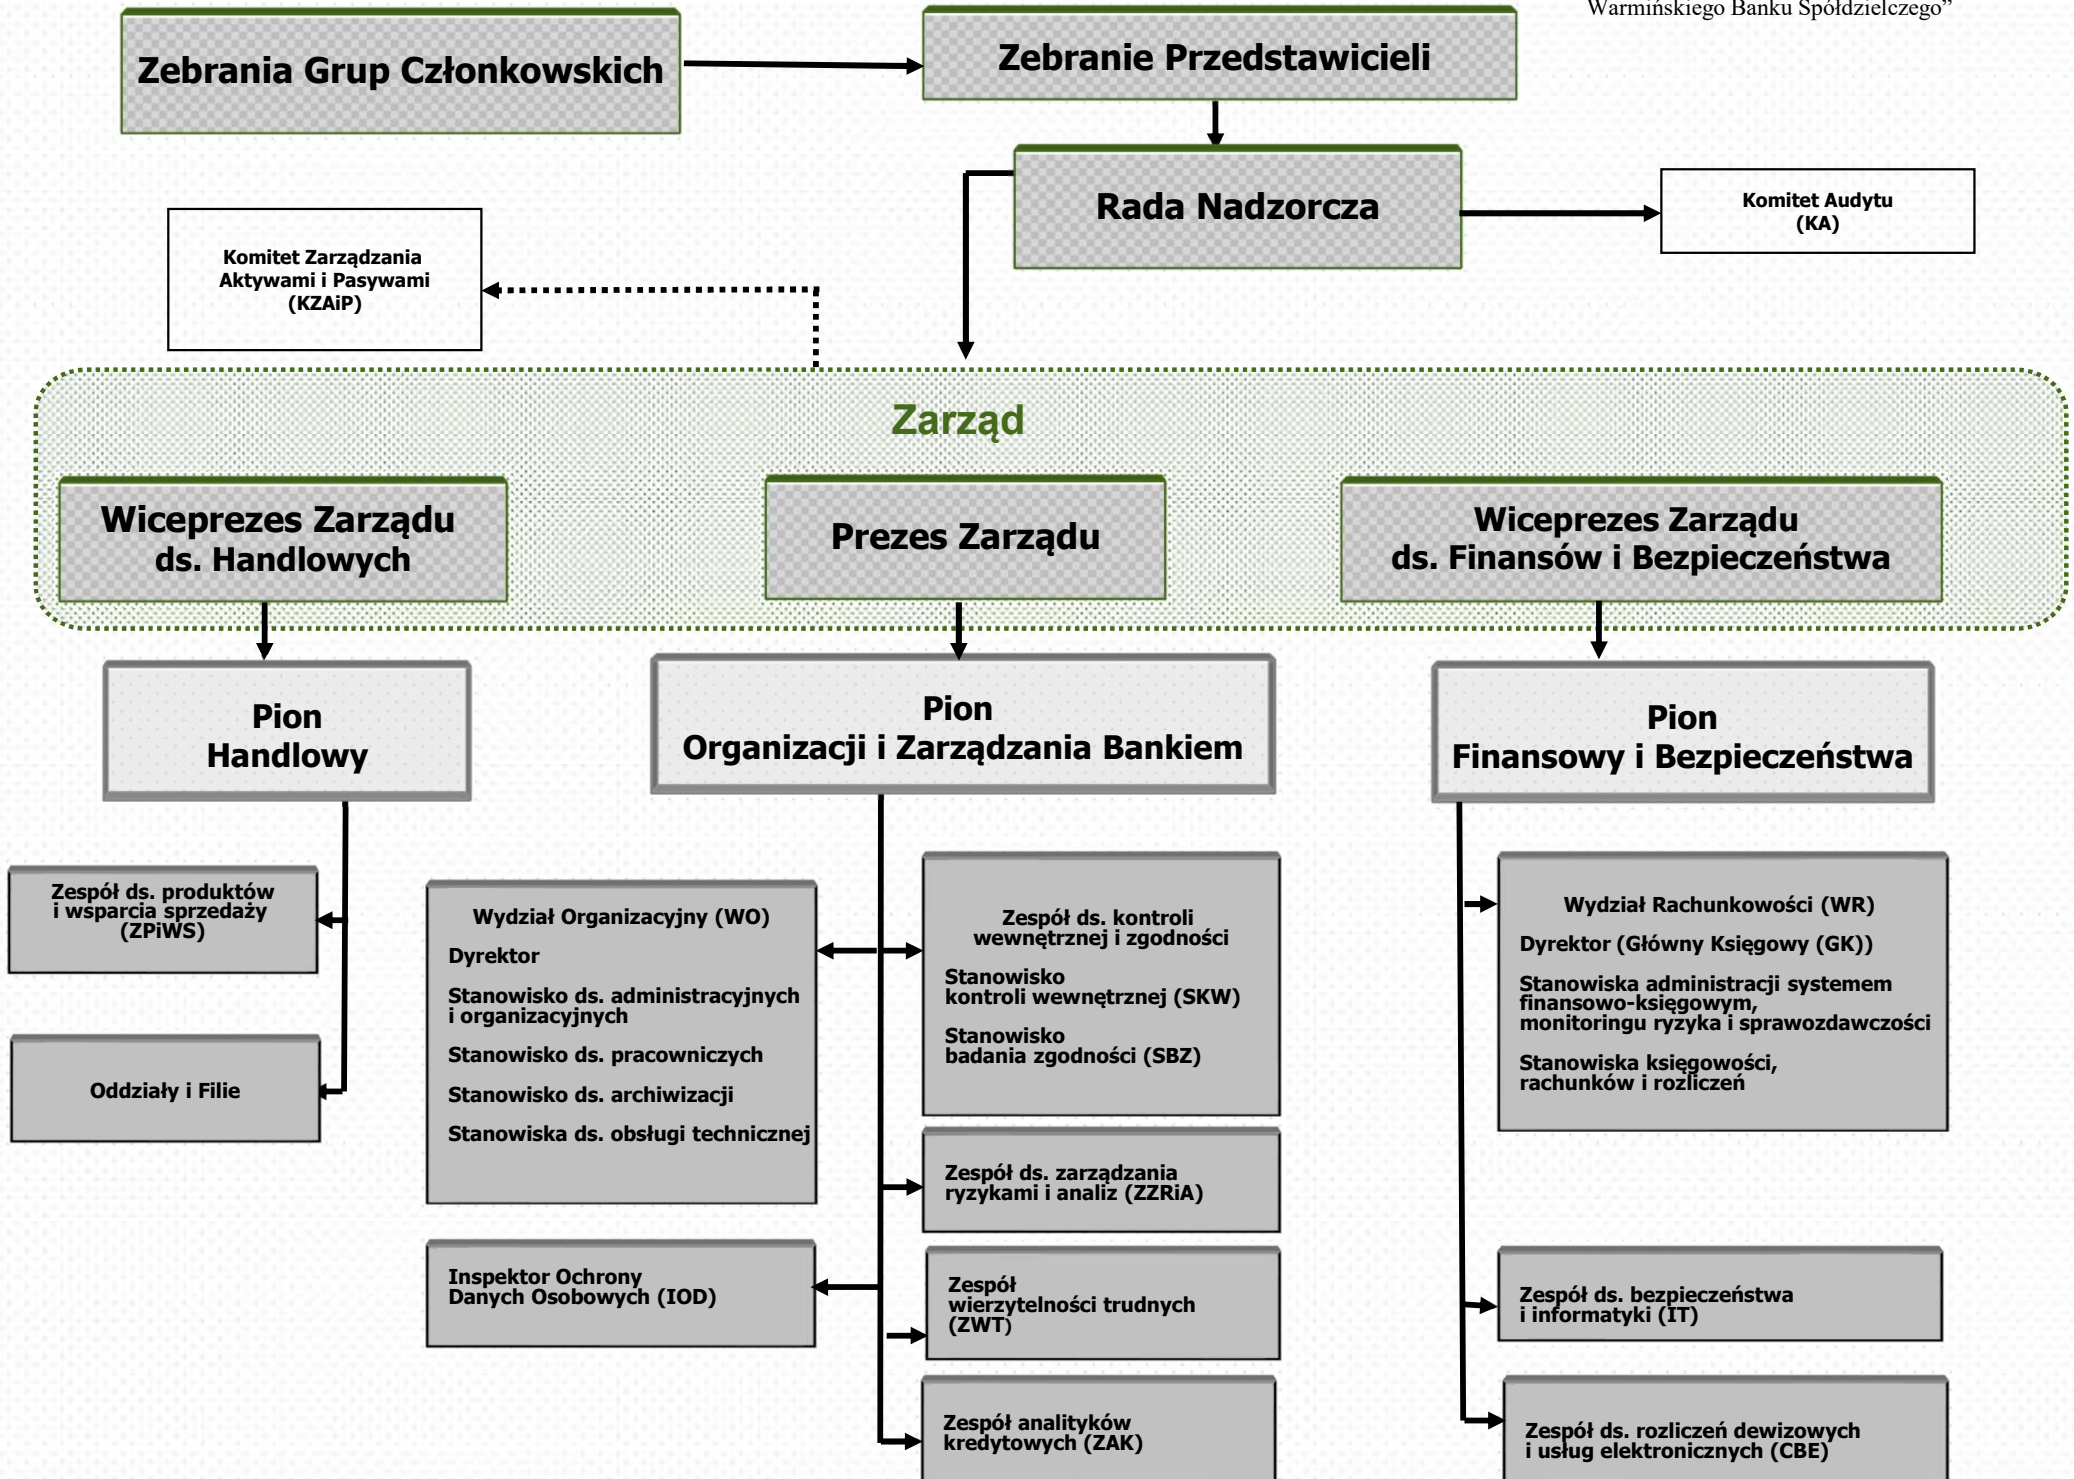 Warmińskiego Banku Spółdzielczego”
Zebrania Grup Członkowskich
Zebranie Przedstawicieli
Rada Nadzorcza
Komitet Audytu
(KA)
Komitet Zarządzania
Aktywami i Pasywami
(KZAiP)
Zarząd
Wiceprezes Zarządu
ds. Handlowych
Prezes Zarządu
Wiceprezes Zarządu
ds. Finansów i Bezpieczeństwa
Pion
Handlowy
Pion
Organizacji i Zarządzania Bankiem
Pion
Finansowy i Bezpieczeństwa
Zespół ds. produktów
i wsparcia sprzedaży
(ZPiWS)
Oddziały i Filie
Wydział Organizacyjny (WO)
Dyrektor
Stanowisko ds. administracyjnych
i organizacyjnych
Stanowisko ds. pracowniczych
Stanowisko ds. archiwizacji
Stanowiska ds. obsługi technicznej
Inspektor Ochrony
Danych Osobowych (IOD)
Zespół ds. kontroli
wewnętrznej i zgodności
Stanowisko
kontroli wewnętrznej (SKW)
Stanowisko
badania zgodności (SBZ)
Zespół ds. zarządzania
ryzykami i analiz (ZZRiA)
Zespół
wierzytelności trudnych
(ZWT)
Zespół analityków
kredytowych (ZAK)
Wydział Rachunkowości (WR)
Dyrektor (Główny Księgowy (GK))
Stanowiska administracji systemem
finansowo-księgowym,
monitoringu ryzyka i sprawozdawczości
Stanowiska księgowości,
rachunków i rozliczeń
Zespół ds. bezpieczeństwa
i informatyki (IT)
Zespół ds. rozliczeń dewizowych
i usług elektronicznych (CBE)